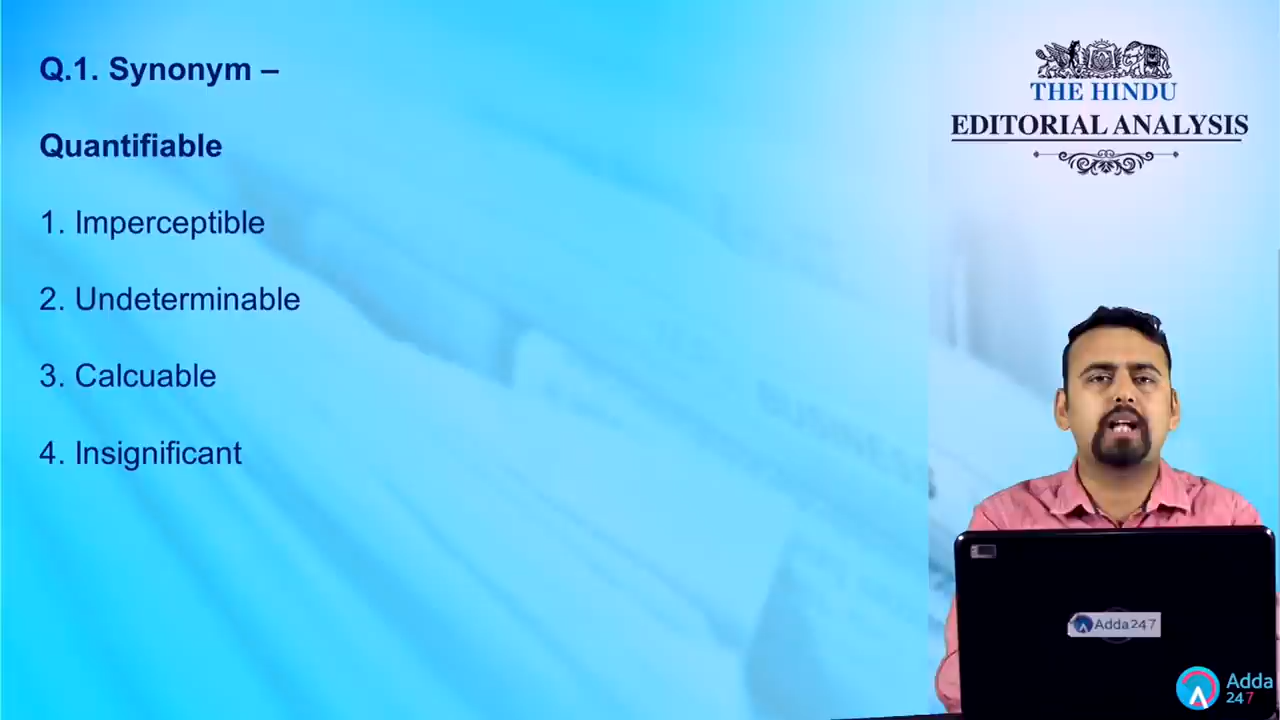 Q.1. Synonym –
Quantifiable
1. Imperceptible
2. Undeterminable
3. Calcuable
4. Insignificant
THE HINDU
EDITORIAL ANALYSIS
Adda247
Adda
247